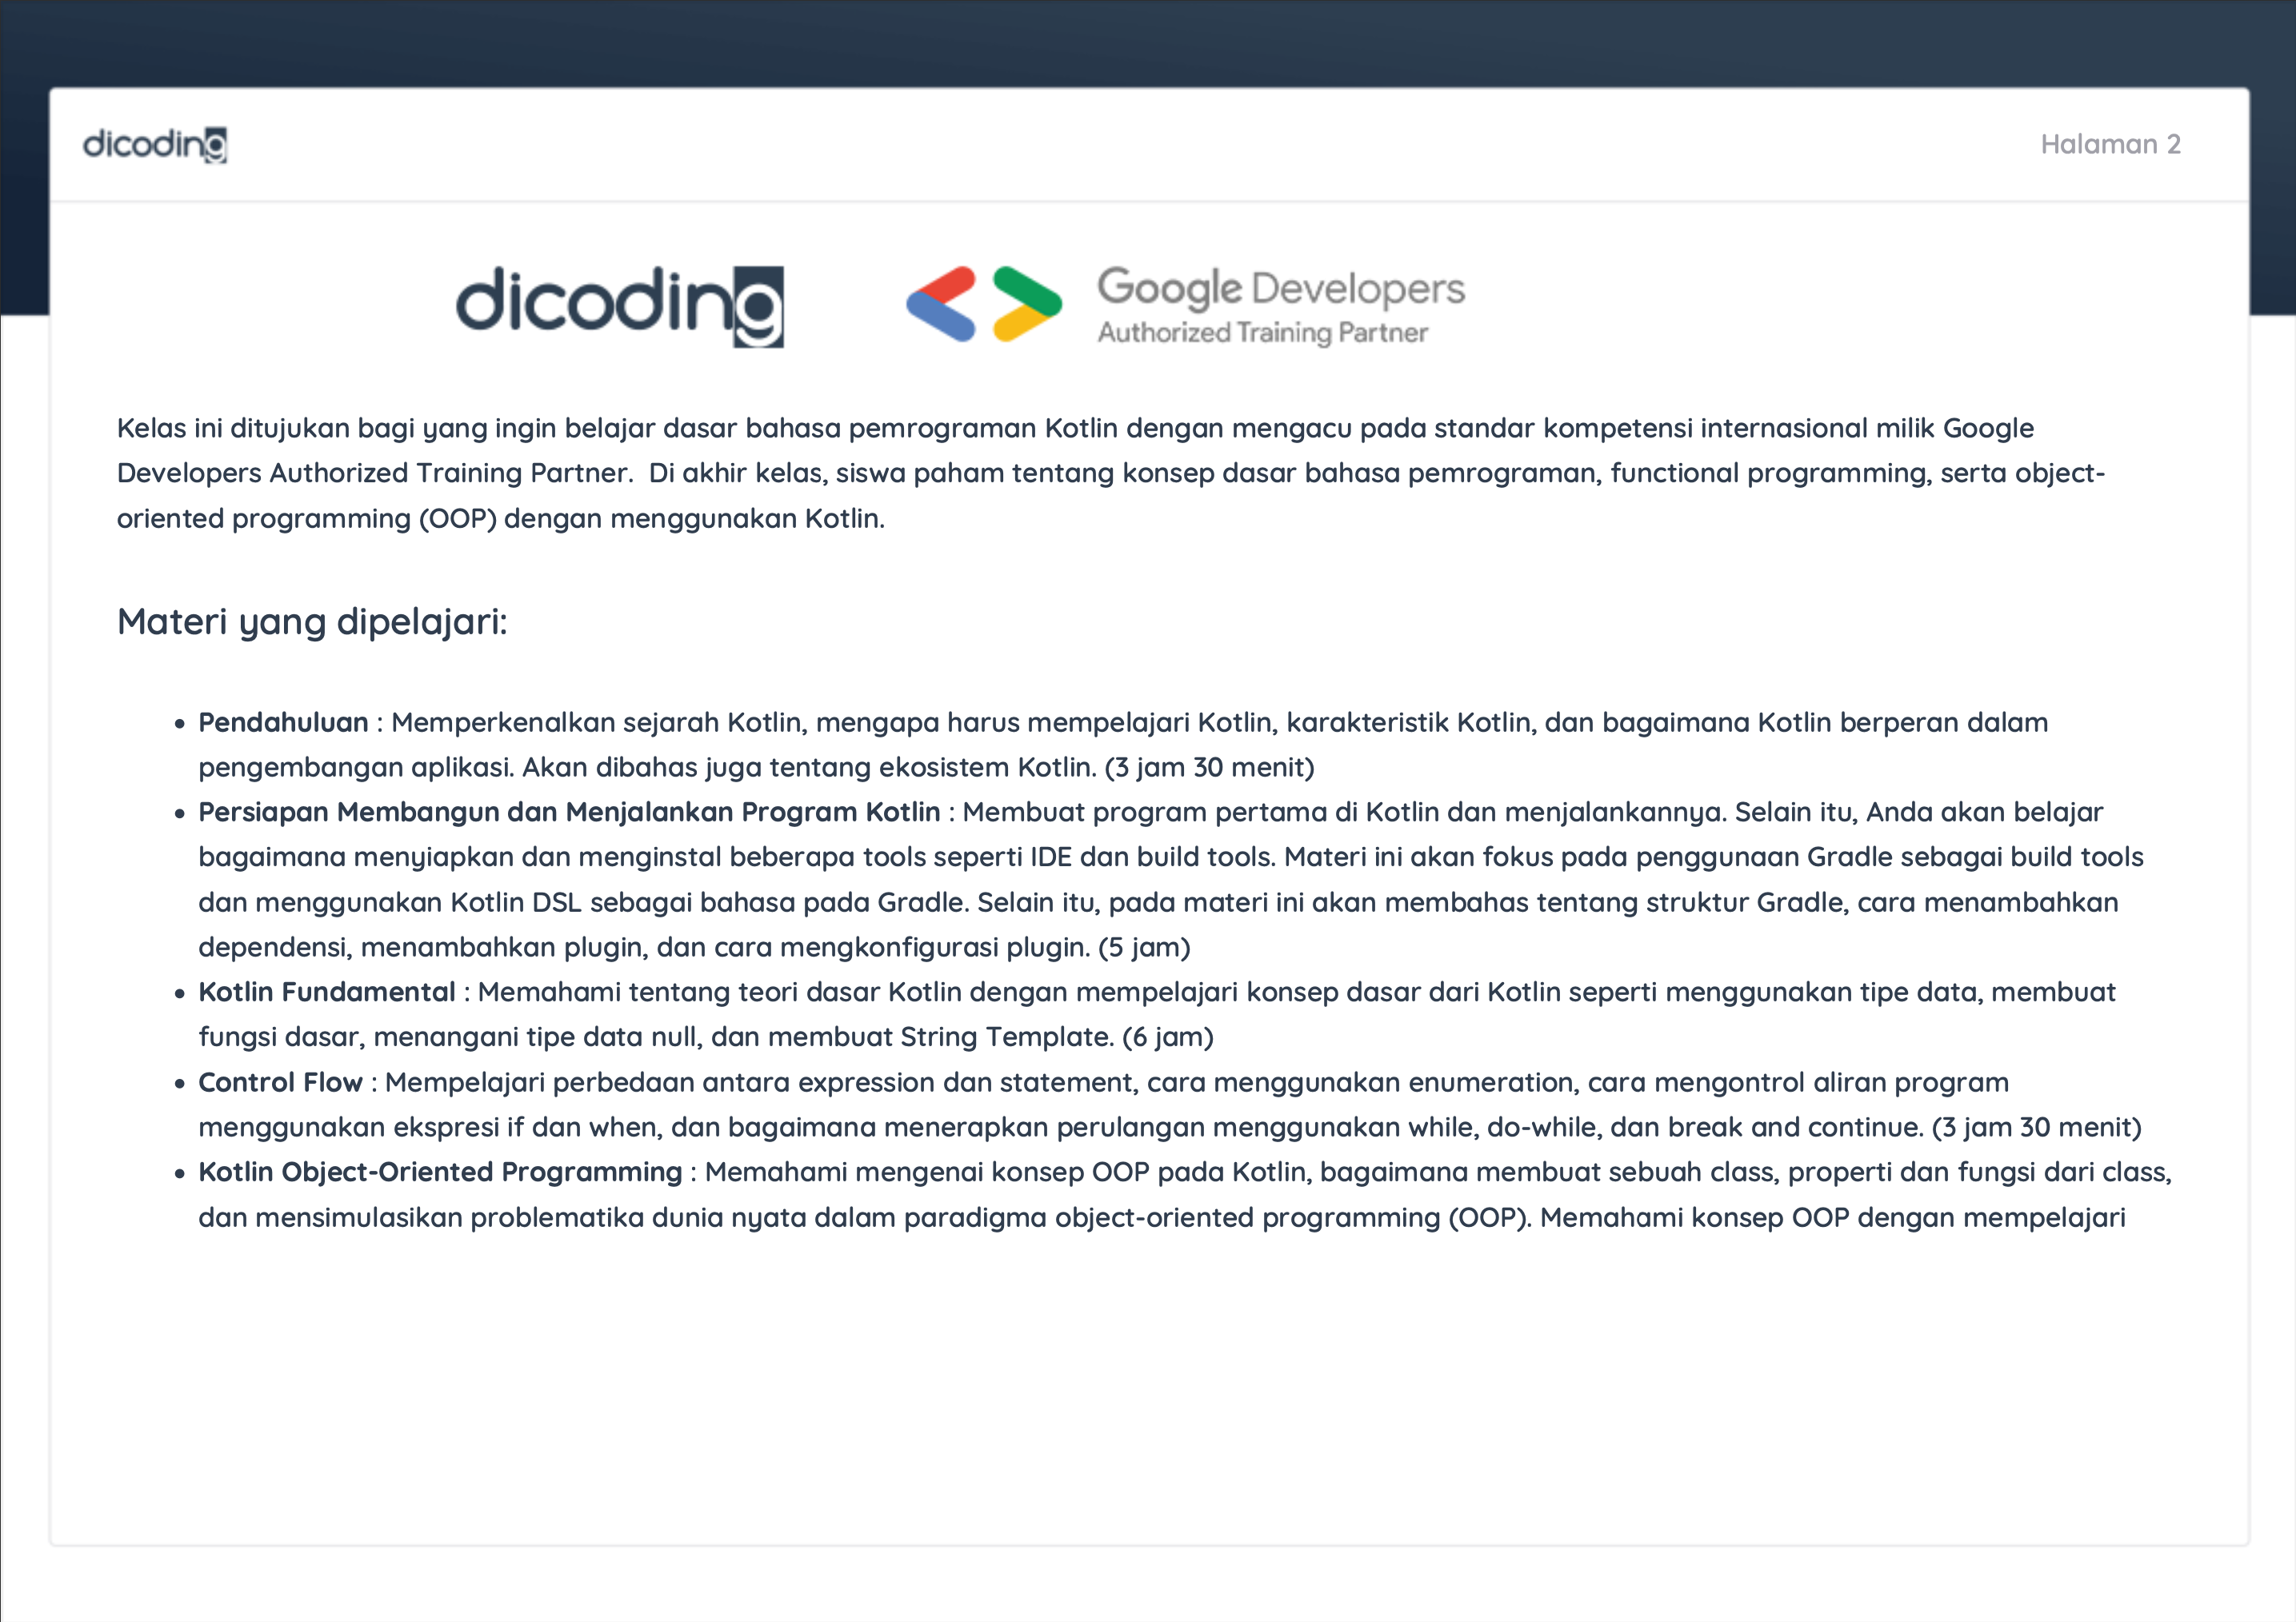 dicoding
Halaman 2
dicoding
Google Developers
Authorized Training Partner
Kelas ini ditujukan bagi yang ingin belajar dasar bahasa pemrograman Kotlin dengan mengacu pada standar kompetensi internasional milik Google
Developers Authorized Training Partner.  Di akhir kelas, siswa paham tentang konsep dasar bahasa pemrograman, functional programming, serta object-
oriented programming (OOP) dengan menggunakan Kotlin.
Materi yang dipelajari:
• Pendahuluan : Memperkenalkan sejarah Kotlin, mengapa harus mempelajari Kotlin, karakteristik Kotlin, dan bagaimana Kotlin berperan dalam
pengembangan aplikasi. Akan dibahas juga tentang ekosistem Kotlin. (3 jam 30 menit)
• Persiapan Membangun dan Menjalankan Program Kotlin : Membuat program pertama di Kotlin dan menjalankannya. Selain itu, Anda akan belajar
bagaimana menyiapkan dan menginstal beberapa tools seperti IDE dan build tools. Materi ini akan fokus pada penggunaan Gradle sebagai build tools
dan menggunakan Kotlin DSL sebagai bahasa pada Gradle. Selain itu, pada materi ini akan membahas tentang struktur Gradle, cara menambahkan
dependensi, menambahkan plugin, dan cara mengkonfigurasi plugin. (5 jam)
• Kotlin Fundamental : Memahami tentang teori dasar Kotlin dengan mempelajari konsep dasar dari Kotlin seperti menggunakan tipe data, membuat
fungsi dasar, menangani tipe data null, dan membuat String Template. (6 jam)
• Control Flow : Mempelajari perbedaan antara expression dan statement, cara menggunakan enumeration, cara mengontrol aliran program
menggunakan ekspresi if dan when, dan bagaimana menerapkan perulangan menggunakan while, do-while, dan break and continue. (3 jam 30 menit)
• Kotlin Object-Oriented Programming : Memahami mengenai konsep OOP pada Kotlin, bagaimana membuat sebuah class, properti dan fungsi dari class,
dan mensimulasikan problematika dunia nyata dalam paradigma object-oriented programming (OOP). Memahami konsep OOP dengan mempelajari